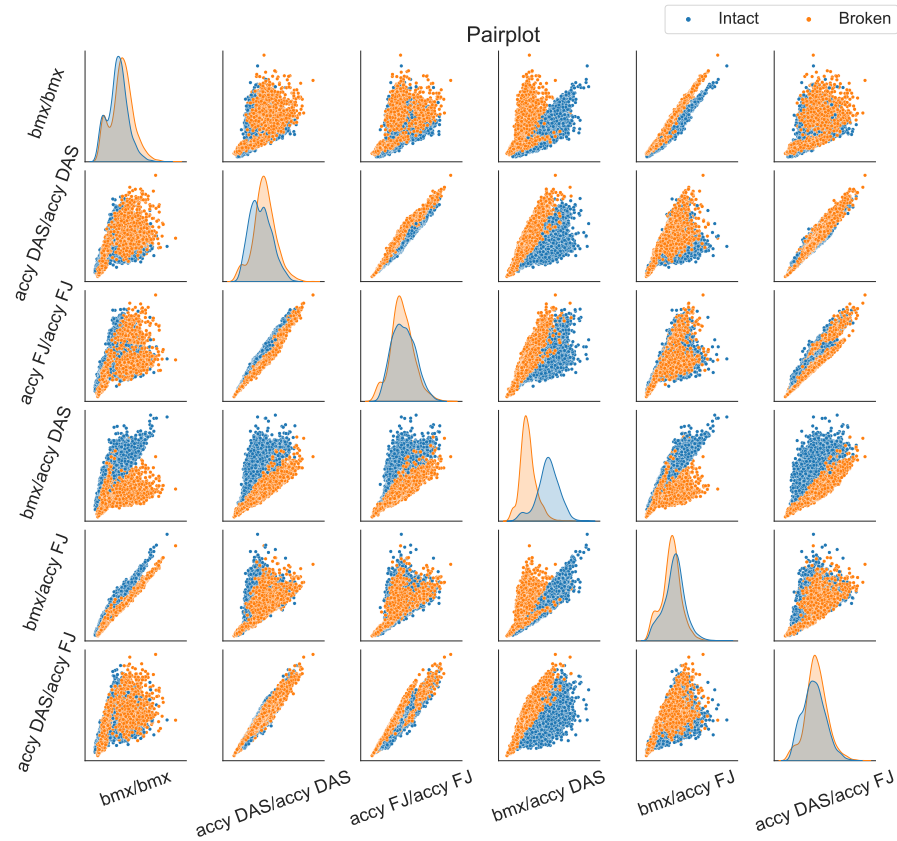 Intact Broken
Pairplot
bmx/bmx
accy DAS/accy DAS
accy FJ/accy FJ
bmx/accy DAS
bmx/accy FJ
accy DAS/accy FJ
bmx/bmx accy DAS/accy DAS accy FJ/accy FJ bmx/accy DAS bmx/accy FJ accy DAS/accy FJ